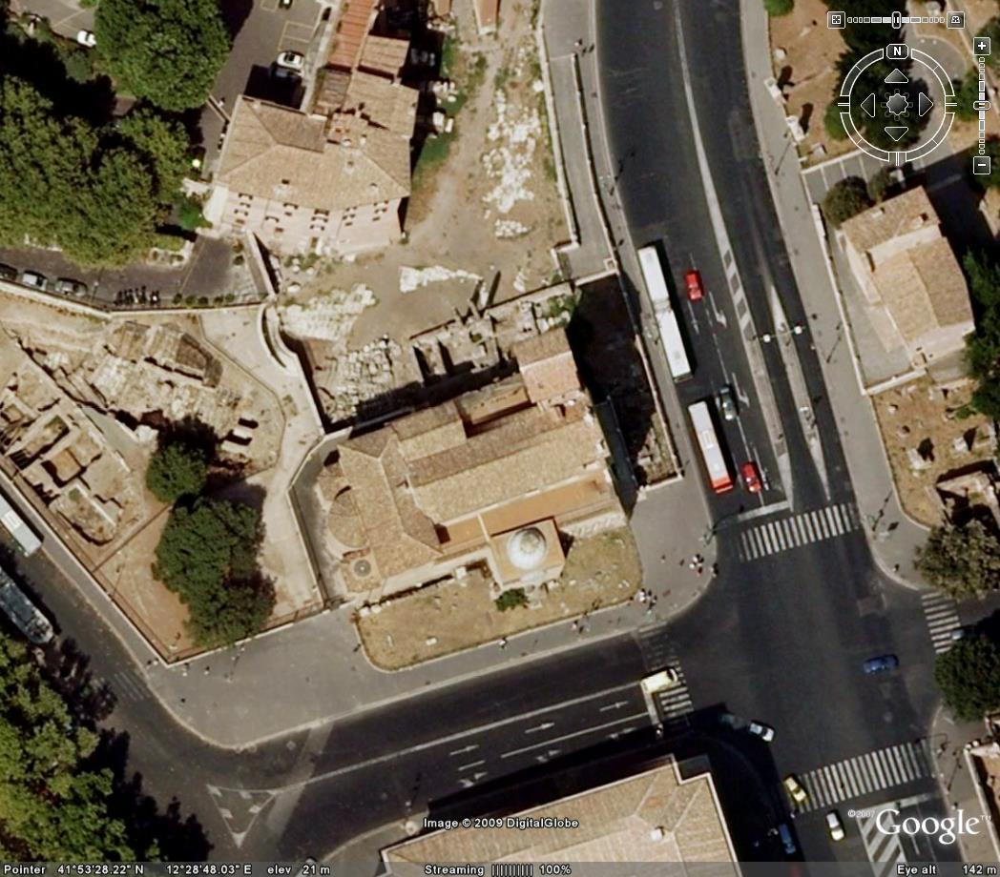 N
Image © 2009 DigitalGlobe
©2007 Google™
Pointer 41°53'28.22" N 12°28'48.03" E elev 21 m Streaming |||||||||| 100% Eye alt 142 m